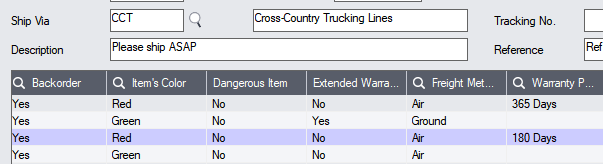 Ship Via CCT Cross-Country Trucking Lines Tracking No.
Description Please ship ASAP Reference Ref
Backorder Item's Color Dangerous Item Extended Warra... Freight Met... Warranty P...
Yes Red No No Air 365 Days
Yes Green No Yes Ground
Yes Red No No Air 180 Days
Yes Green No No Air